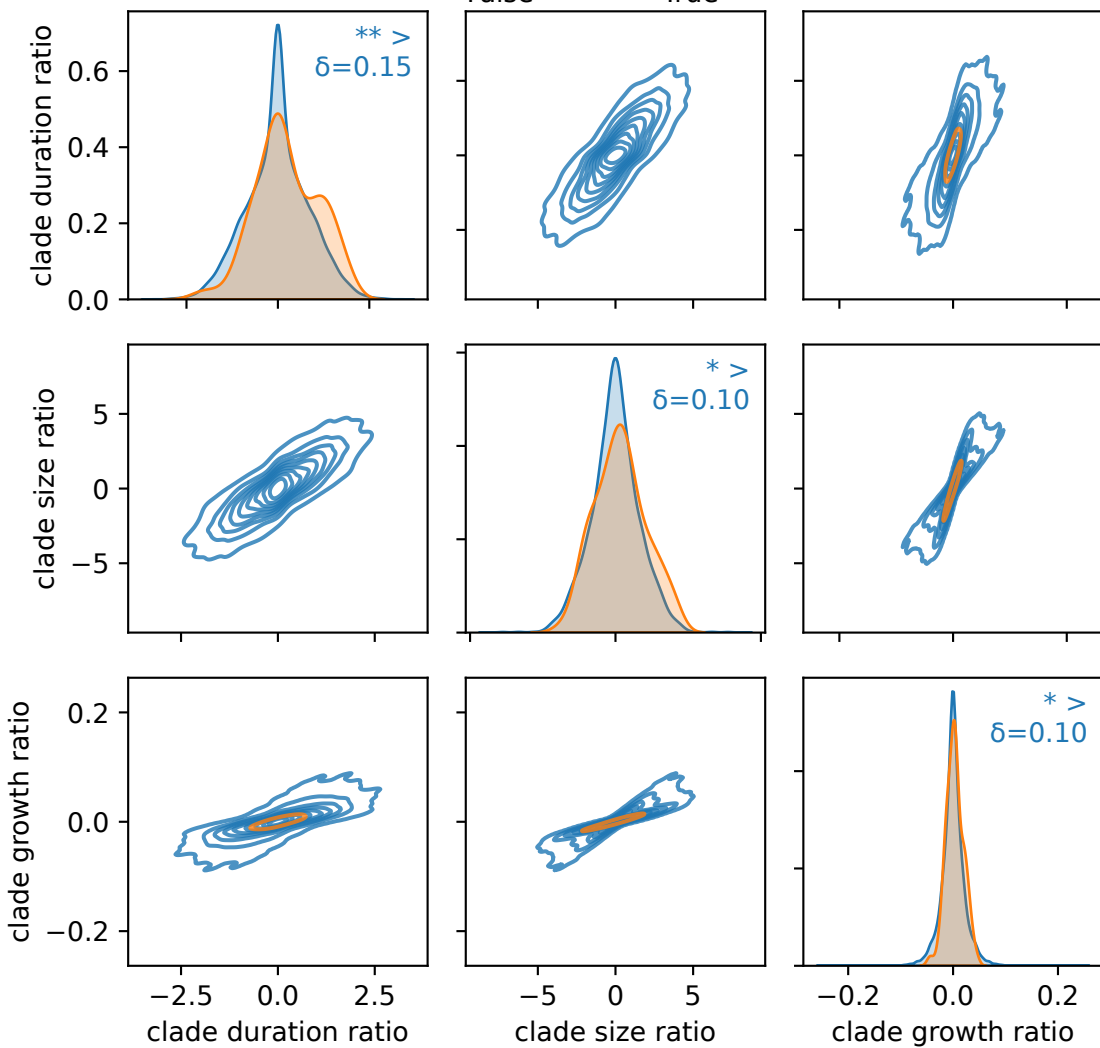 clade duration ratio
0.6
0.4
0.2
0.0
** >
δ=0.15
clade size ratio
5
0
−5
* >
δ=0.10
clade growth ratio
0.2
0.0
−0.2
* >
δ=0.10
−2.5 0.0 2.5
−5 0 5
−0.2 0.0 0.2
clade duration ratio
clade size ratio
clade growth ratio